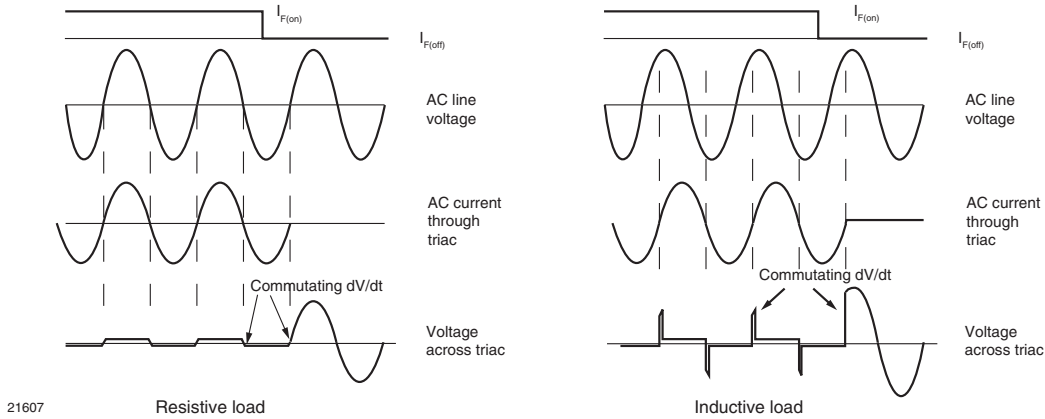 I F(on)
I F(off)
AC line
voltage
AC current
through
triac
Commutating dV/dt
Voltage
across triac
21607
Resistive load
I F(on)
I F(off)
AC line
voltage
AC current
through
triac
Commutating dV/dt
Voltage
across triac
Inductive load